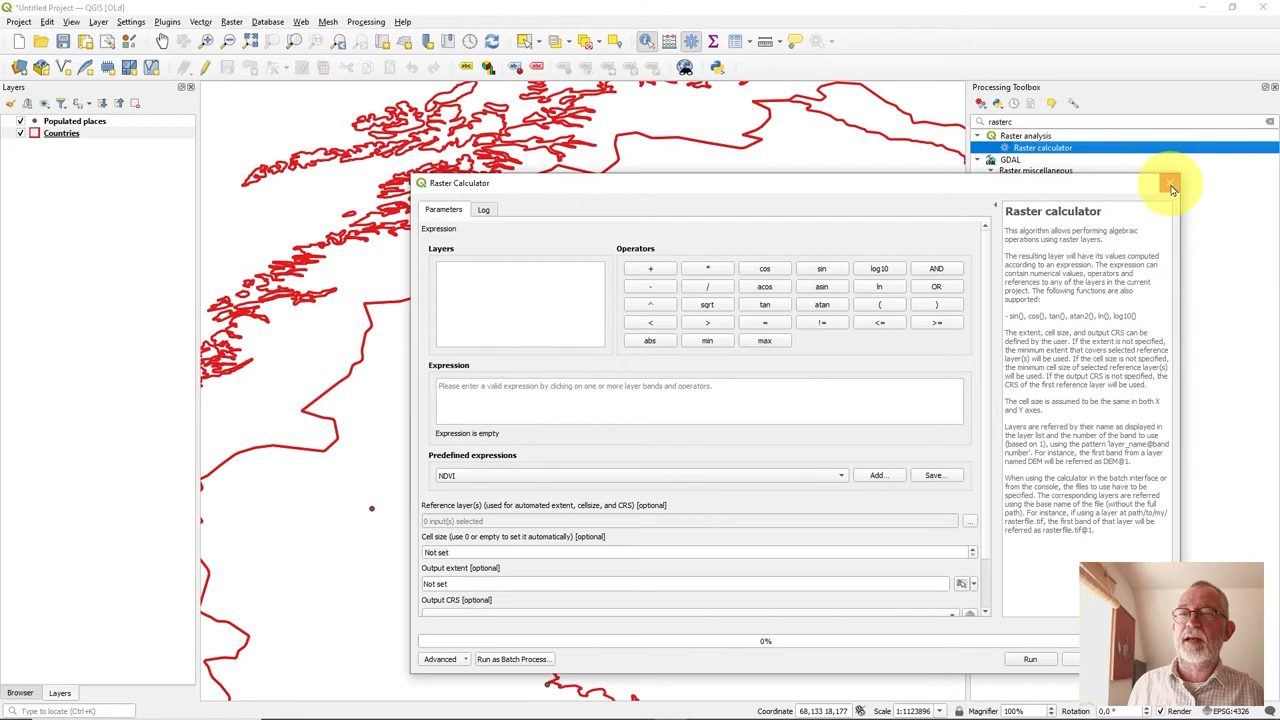 *Untitled Project — QGIS [OLd]
Project Edit View Layer Settings Plugins Vector Raster Database Web Mesh Processing Help
Layers
Populated places
Countries
Processing Toolbox
rasterc
Raster analysis
Raster calculator
GDAL
Raster miscellaneous
Raster Calculator
Parameters Log
Expression
Layers Operators
+ * cos sin log10 AND
- / acos asin ln OR
^ sqrt tan atan ( )
< > = != <= >=
abs min max
Expression
Please enter a valid expression by clicking on one or more layer bands and operators.
Expression is empty
Predefined expressions
NDVI Add... Save...
Reference layer(s) (used for automated extent, cellsize, and CRS) [optional]
0 input(s) selected ...
Cell size (use 0 or empty to set it automatically) [optional]
Not set
Output extent [optional]
Not set
Output CRS [optional]
0%
Advanced Run as Batch Process... Run
Raster calculator
This algorithm allows performing algebraic
operations using raster layers.
The resulting layer will have its values computed
according to an expression. The expression can
contain numerical values, operators and
references to any of the layers in the current
project. The following functions are also
supported:
- sin(), cos(), tan(), atan2(), ln(), log10()
The extent, cell size, and output CRS can be
defined by the user. If the extent is not specified,
the minimum extent that covers selected reference
layer(s) will be used. If the cell size is not specified,
the minimum cell size of selected reference layer(s)
will be used. If the output CRS is not specified, the
CRS of the first reference layer will be used.
The cell size is assumed to be the same in both X
and Y axes.
Layers are referred by their name as displayed in
the layer list and the number of the band to use
(based on 1), using the pattern 'layer_name@band
number'. For instance, the first band from a layer
named DEM will be referred as DEM@1.
When using the calculator in the batch interface or
from the console, the files to use have to be
specified. The corresponding layers are referred
using the base name of the file (without the full
path). For instance, if using a layer at path/to/my/
rasterfile.tif, the first band of that layer will be
referred as rasterfile.tif@1.
Browser Layers
Type to locate (Ctrl+K)
Coordinate 68,133 18,177 Scale 1:1123896 Magnifier 100% Rotation 0,0 ° Render EPSG:4326